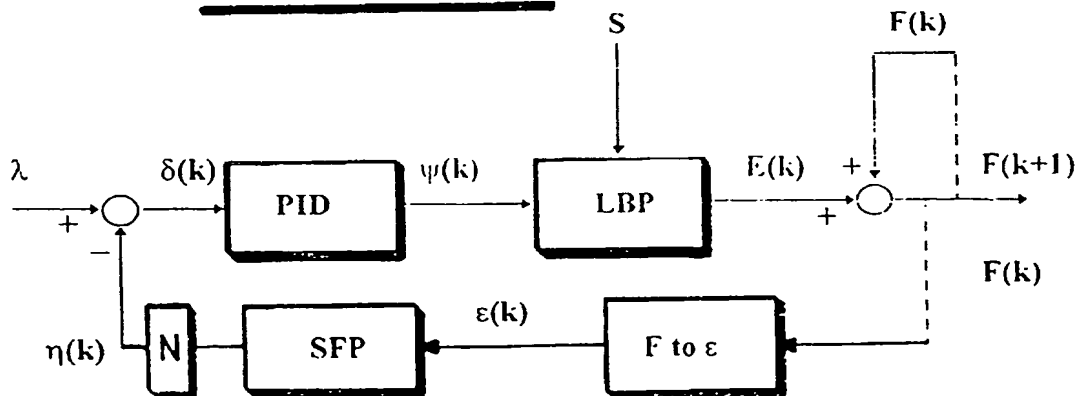 S
F(k)
λ
δ(k)
PID
ψ(k)
LBP
E(k)
+
F(k+1)
+
+
−
F(k)
η(k)
N
SFP
ε(k)
F to ε